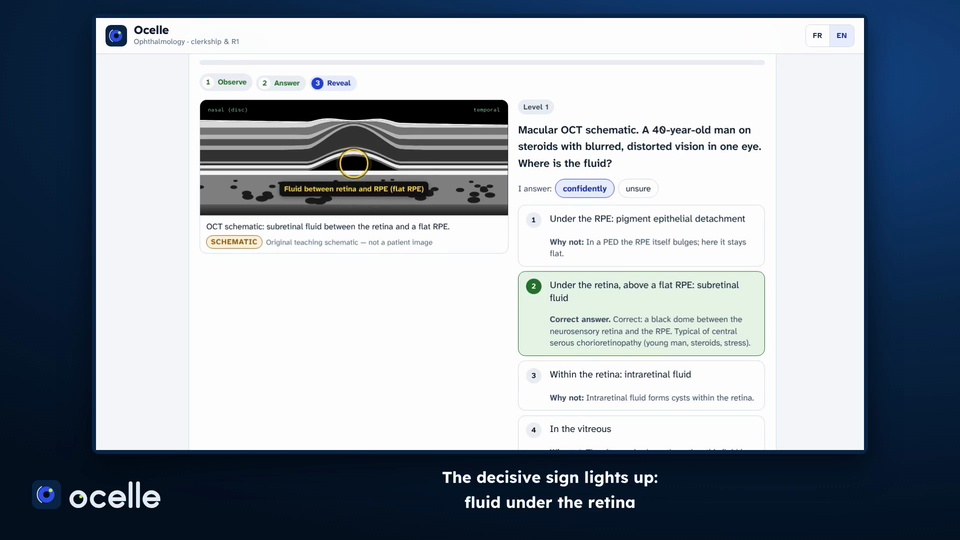 Ocelle
Ophthalmology · clerkship & R1
FR
EN
1 Observe
2 Answer
3 Reveal
nasal (disc)
temporal
Fluid between retina and RPE (flat RPE)
OCT schematic: subretinal fluid between the retina and a flat RPE.
SCHEMATIC Original teaching schematic — not a patient image
Level 1
Macular OCT schematic. A 40-year-old man on
steroids with blurred, distorted vision in one eye.
Where is the fluid?
I answer: confidently unsure
1 Under the RPE: pigment epithelial detachment
Why not: In a PED the RPE itself bulges; here it stays
flat.
2 Under the retina, above a flat RPE: subretinal
fluid
Correct answer. Correct: a black dome between the
neurosensory retina and the RPE. Typical of central
serous chorioretinopathy (young man, steroids, stress).
3 Within the retina: intraretinal fluid
Why not: Intraretinal fluid forms cysts within the retina.
4 In the vitreous
ocelle
The decisive sign lights up:
fluid under the retina